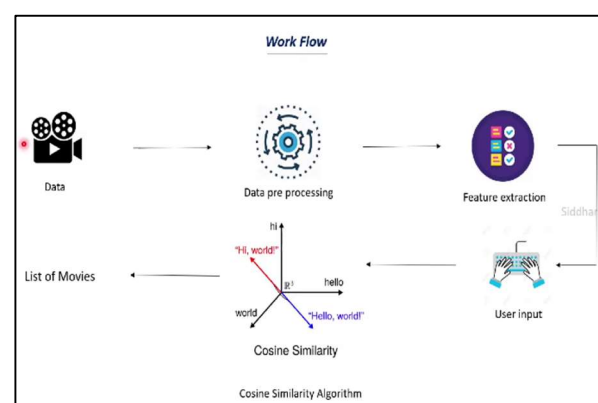 Work Flow
Data
Data pre processing
Feature extraction
Siddhar
hi
"Hi, world!"
ℝ³
hello
world
"Hello, world!"
List of Movies
User input
Cosine Similarity
Cosine Similarity Algorithm